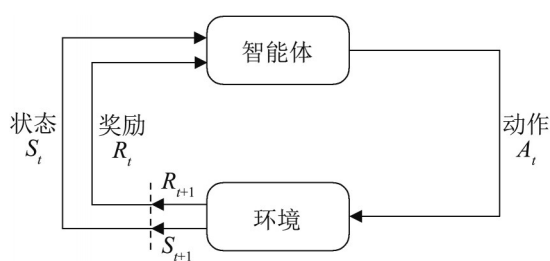 智能体
状态
S_t
奖励
R_t
动作
A_t
R_{t+1}
环境
S_{t+1}